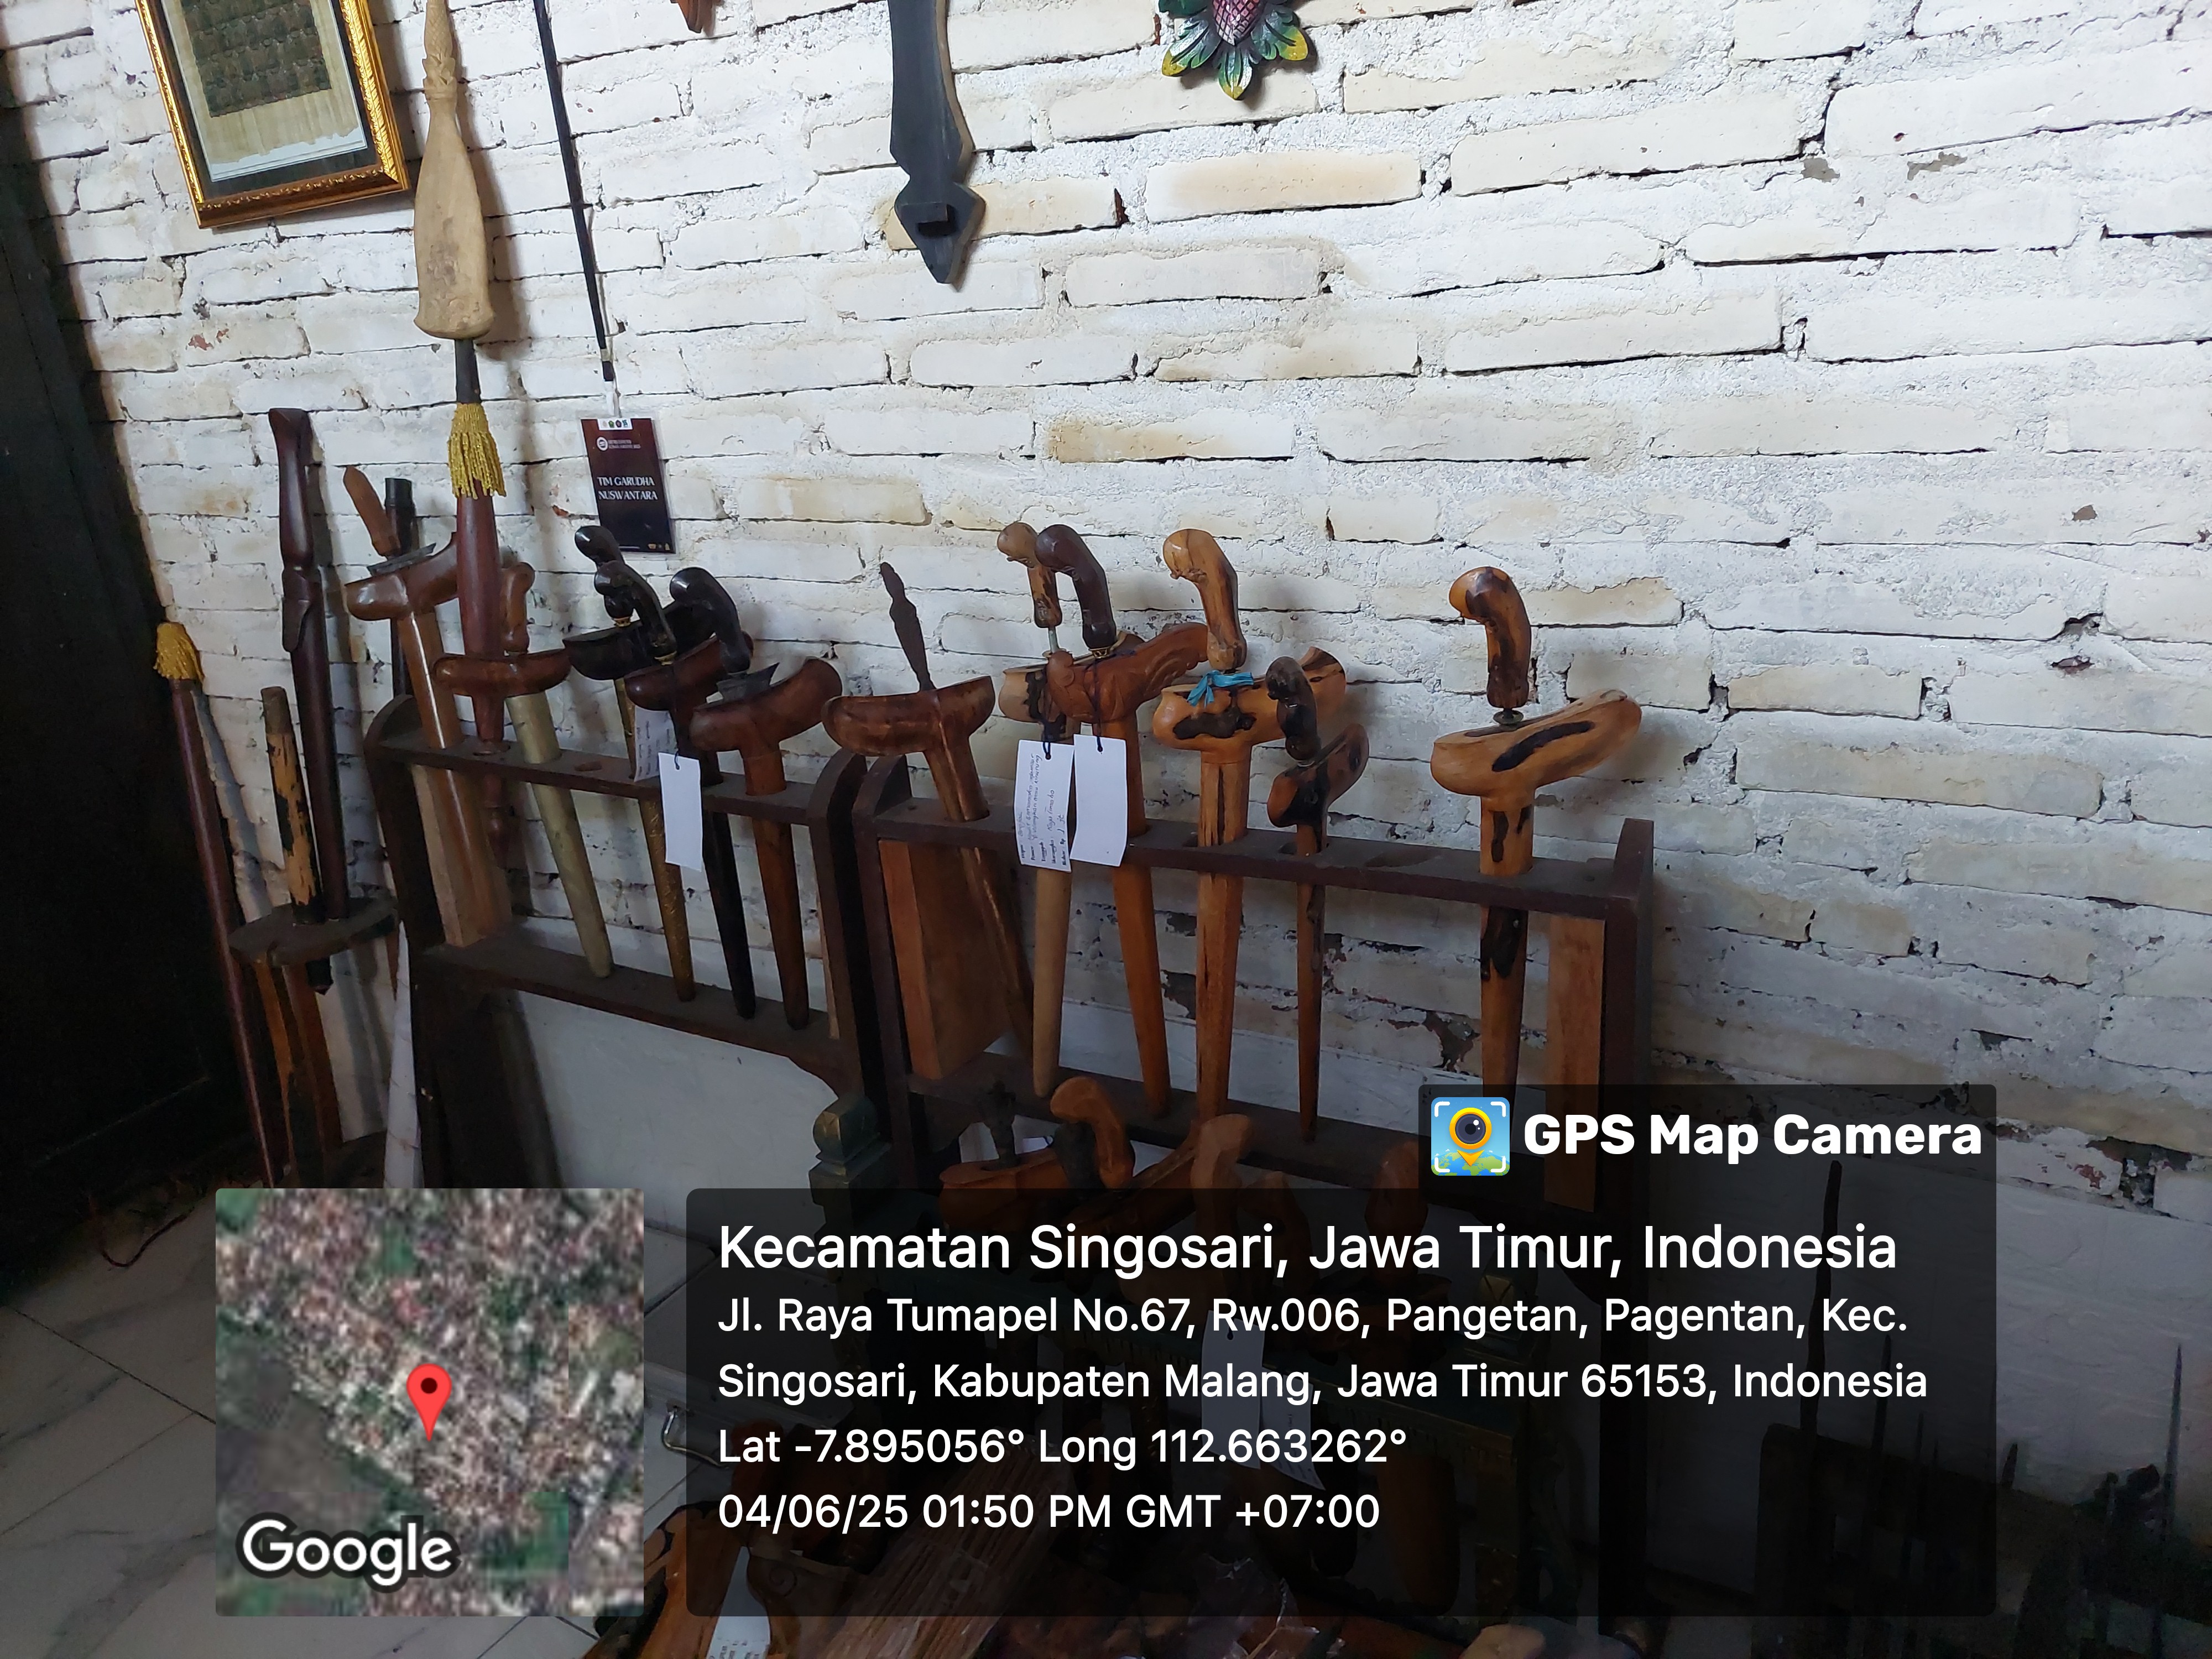 TIM GARUDHA
NUSWANTARA
GPS Map Camera
Kecamatan Singosari, Jawa Timur, Indonesia
Jl. Raya Tumapel No.67, Rw.006, Pangetan, Pagentan, Kec.
Singosari, Kabupaten Malang, Jawa Timur 65153, Indonesia
Lat -7.895056° Long 112.663262°
04/06/25 01:50 PM GMT +07:00
Google